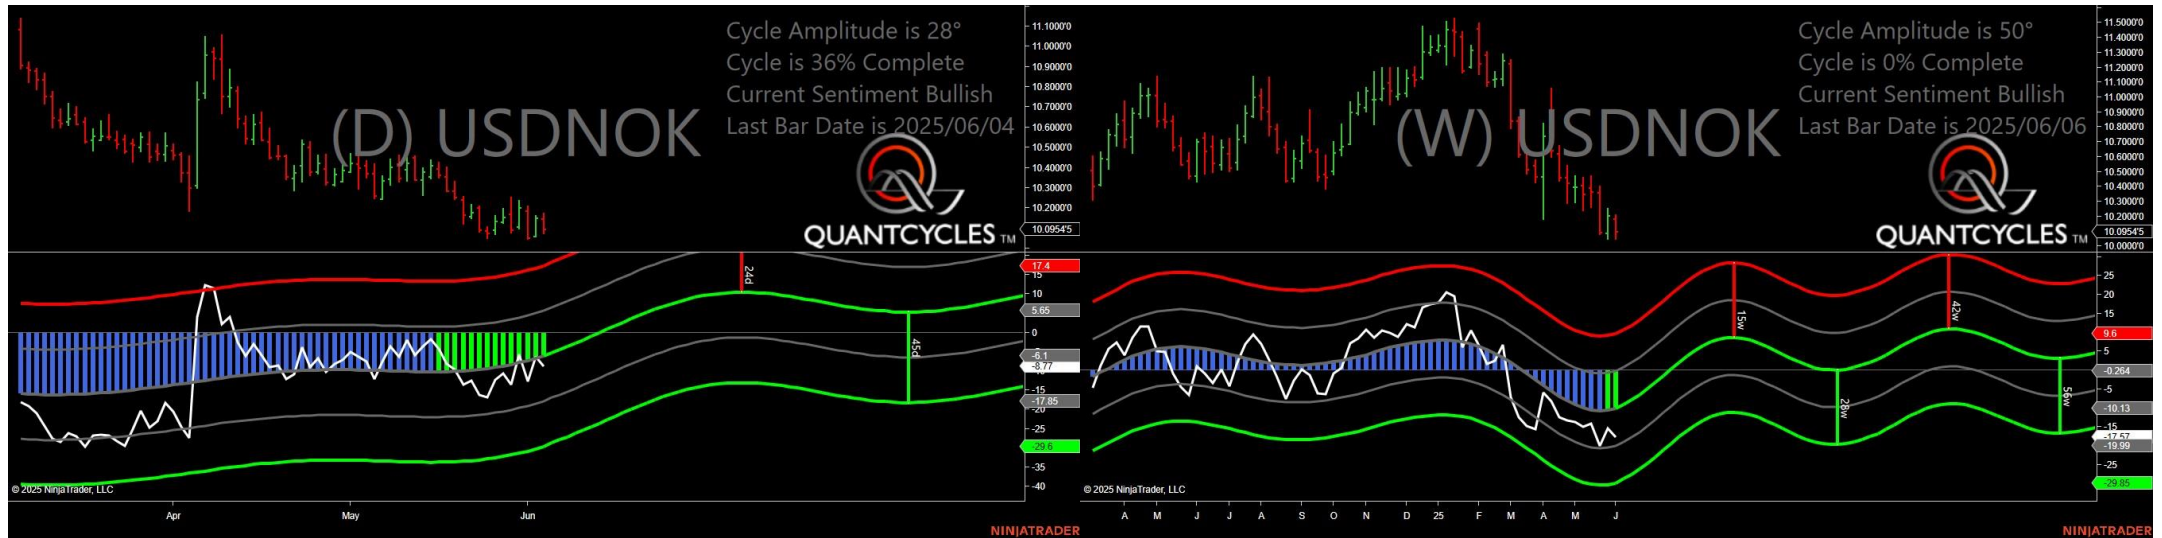 Cycle Amplitude is 28°
Cycle is 36% Complete
Current Sentiment Bullish
Last Bar Date is 2025/06/04
(D) USDNOK
QUANTCYCLES TM
11.1000'0
11.0000'0
10.9000'0
10.8000'0
10.7000'0
10.6000'0
10.5000'0
10.4000'0
10.3000'0
10.2000'0
10.0954'5
24d
45d
17.4
15
10
5.65
0
-6.1
-8.77
-15
-17.85
-20
-25
-29.6
-35
-40
© 2025 NinjaTrader, LLC
Apr
May
Jun
NINJATRADER
Cycle Amplitude is 50°
Cycle is 0% Complete
Current Sentiment Bullish
Last Bar Date is 2025/06/06
(W) USDNOK
QUANTCYCLES TM
11.5000'0
11.4000'0
11.3000'0
11.2000'0
11.1000'0
11.0000'0
10.9000'0
10.8000'0
10.7000'0
10.6000'0
10.5000'0
10.4000'0
10.3000'0
10.2000'0
10.0954'5
10.0000'0
15w
28w
42w
56w
25
20
15
9.6
5
-0.264
-5
-10.13
-15
-17.57
-19.99
-25
-29.85
© 2025 NinjaTrader, LLC
A M J J A S O N D 25 F M A M J
NINJATRADER